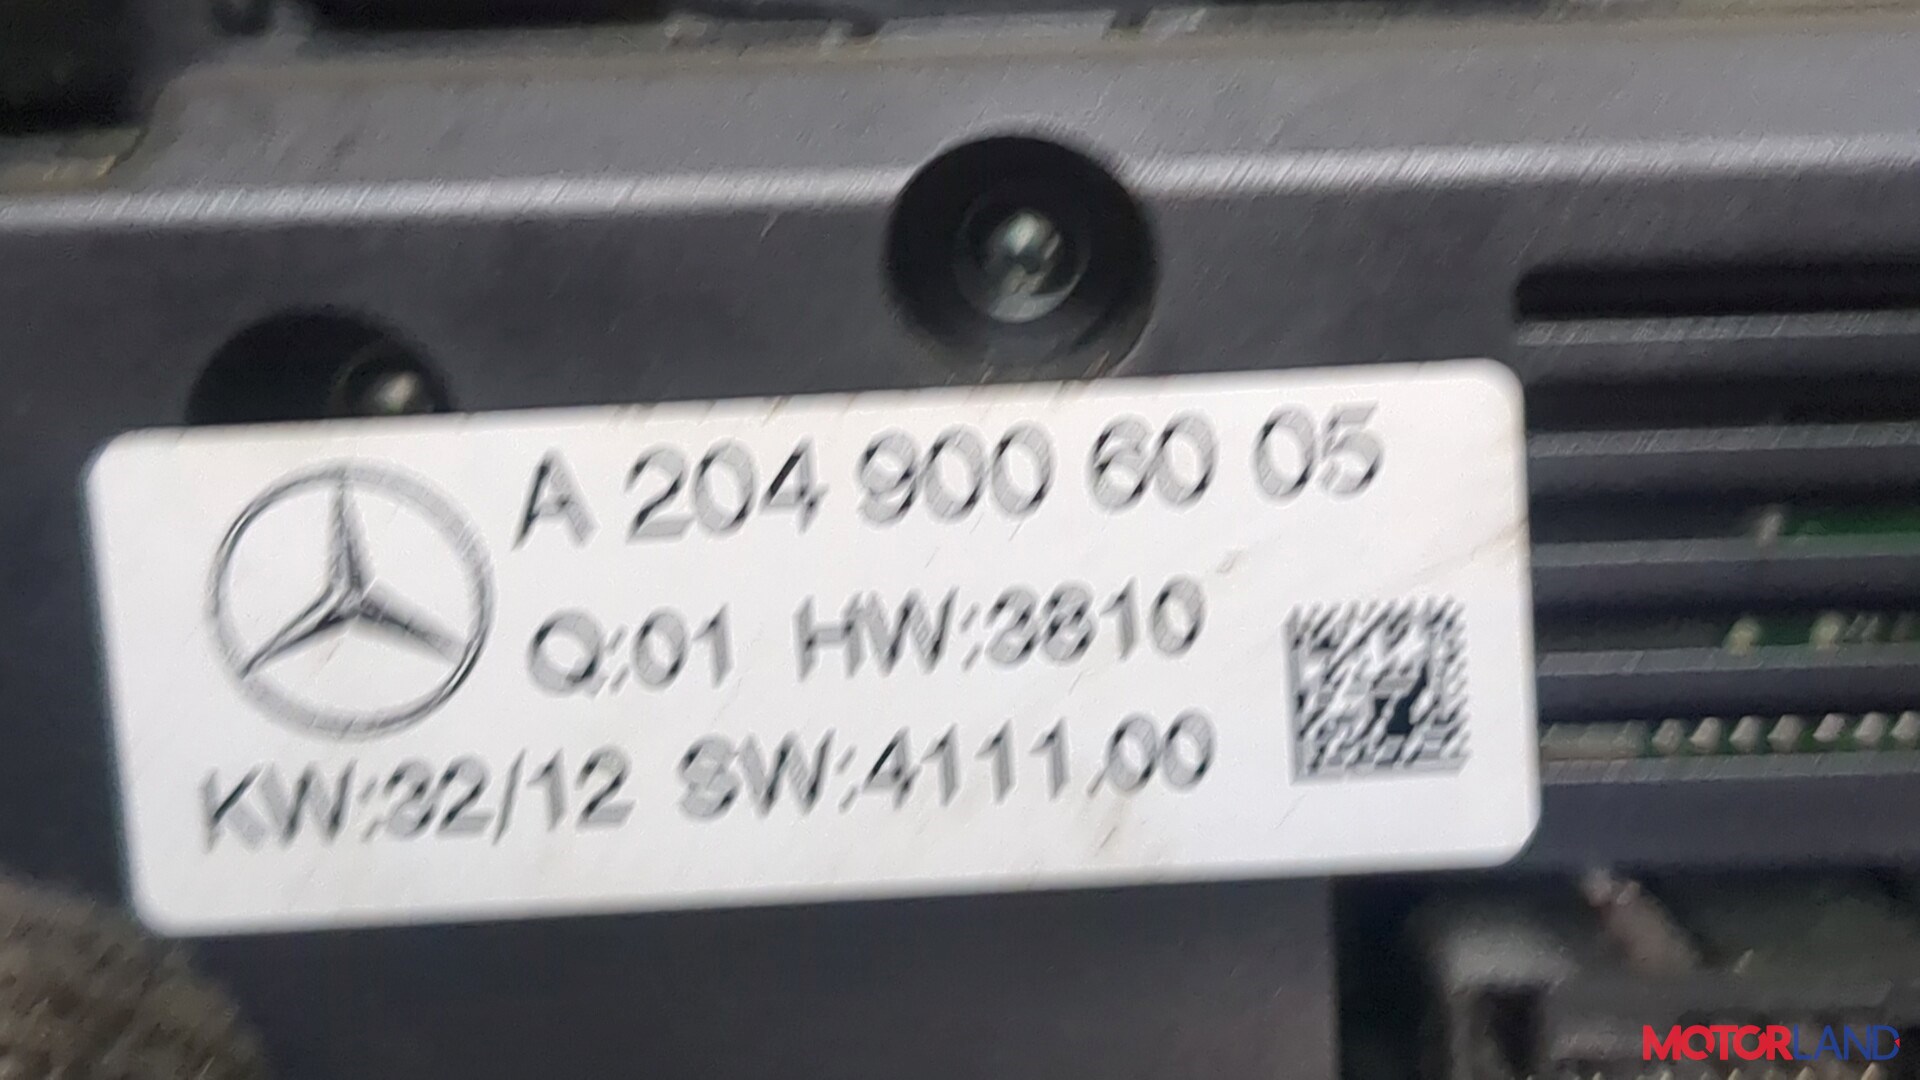 A 204 900 60 05
Q:01 HW:3810
KW:32/12 SW:4111.00
MOTORLAND